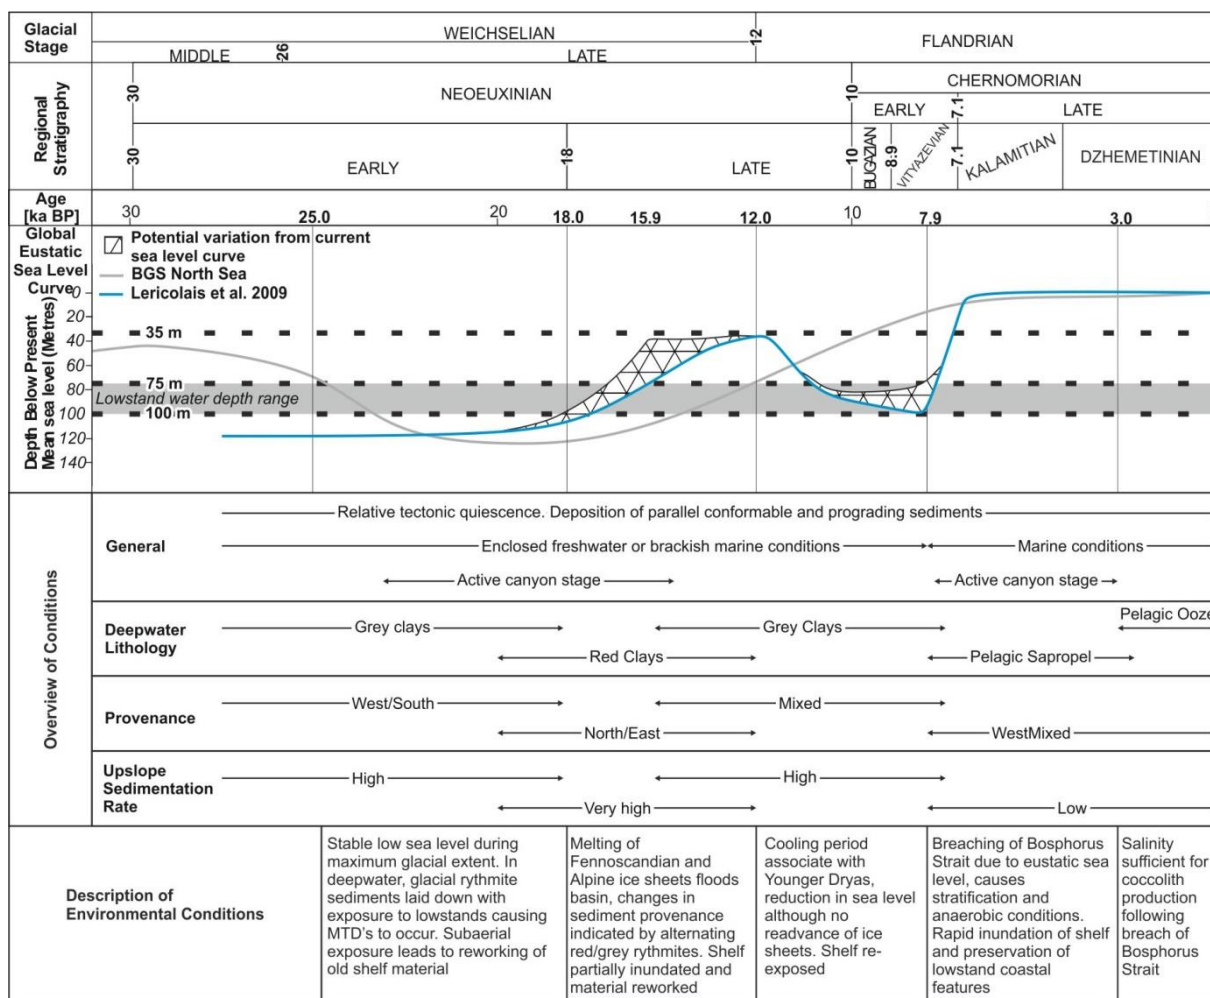 Glacial
Stage
WEICHSELIAN
12
FLANDRIAN
MIDDLE
26
LATE
Regional
Stratigraphy
30
NEOEUXINIAN
10
CHERNOMORIAN
EARLY
7.1
LATE
30
EARLY
18
LATE
10
BUGAZIAN
8.9
VITYAZEVIAN
7.1
KALAMITIAN
DZHEMETINIAN
Age
[ka BP]
30
25.0
20
18.0
15.9
12.0
10
7.9
3.0
Global
Eustatic
Sea Level
Curve
Potential variation from current
sea level curve
BGS North Sea
Lericolais et al. 2009
Depth Below Present
Mean sea level (Metres)
0
20
40
60
80
100
120
140
35 m
75 m
Lowstand water depth range
100 m
Overview of Conditions
General
Relative tectonic quiescence. Deposition of parallel conformable and prograding sediments
Enclosed freshwater or brackish marine conditions
Marine conditions
Active canyon stage
Active canyon stage
Deepwater
Lithology
Pelagic Ooze
Grey clays
Grey Clays
Red Clays
Pelagic Sapropel
Provenance
West/South
Mixed
North/East
WestMixed
Upslope
Sedimentation
Rate
High
High
Very high
Low
Description of
Environmental Conditions
Stable low sea level during
maximum glacial extent. In
deepwater, glacial rythmite
sediments laid down with
exposure to lowstands causing
MTD's to occur. Subaerial
exposure leads to reworking of
old shelf material
Melting of
Fennoscandian and
Alpine ice sheets floods
basin, changes in
sediment provenance
indicated by alternating
red/grey rythmites. Shelf
partially inundated and
material reworked
Cooling period
associate with
Younger Dryas,
reduction in sea level
although no
readvance of ice
sheets. Shelf re-
exposed
Breaching of Bosphorus
Strait due to eustatic sea
level, causes
stratification and
anaerobic conditions.
Rapid inundation of shelf
and preservation of
lowstand coastal
features
Salinity
sufficient for
coccolith
production
following
breach of
Bosphorus
Strait